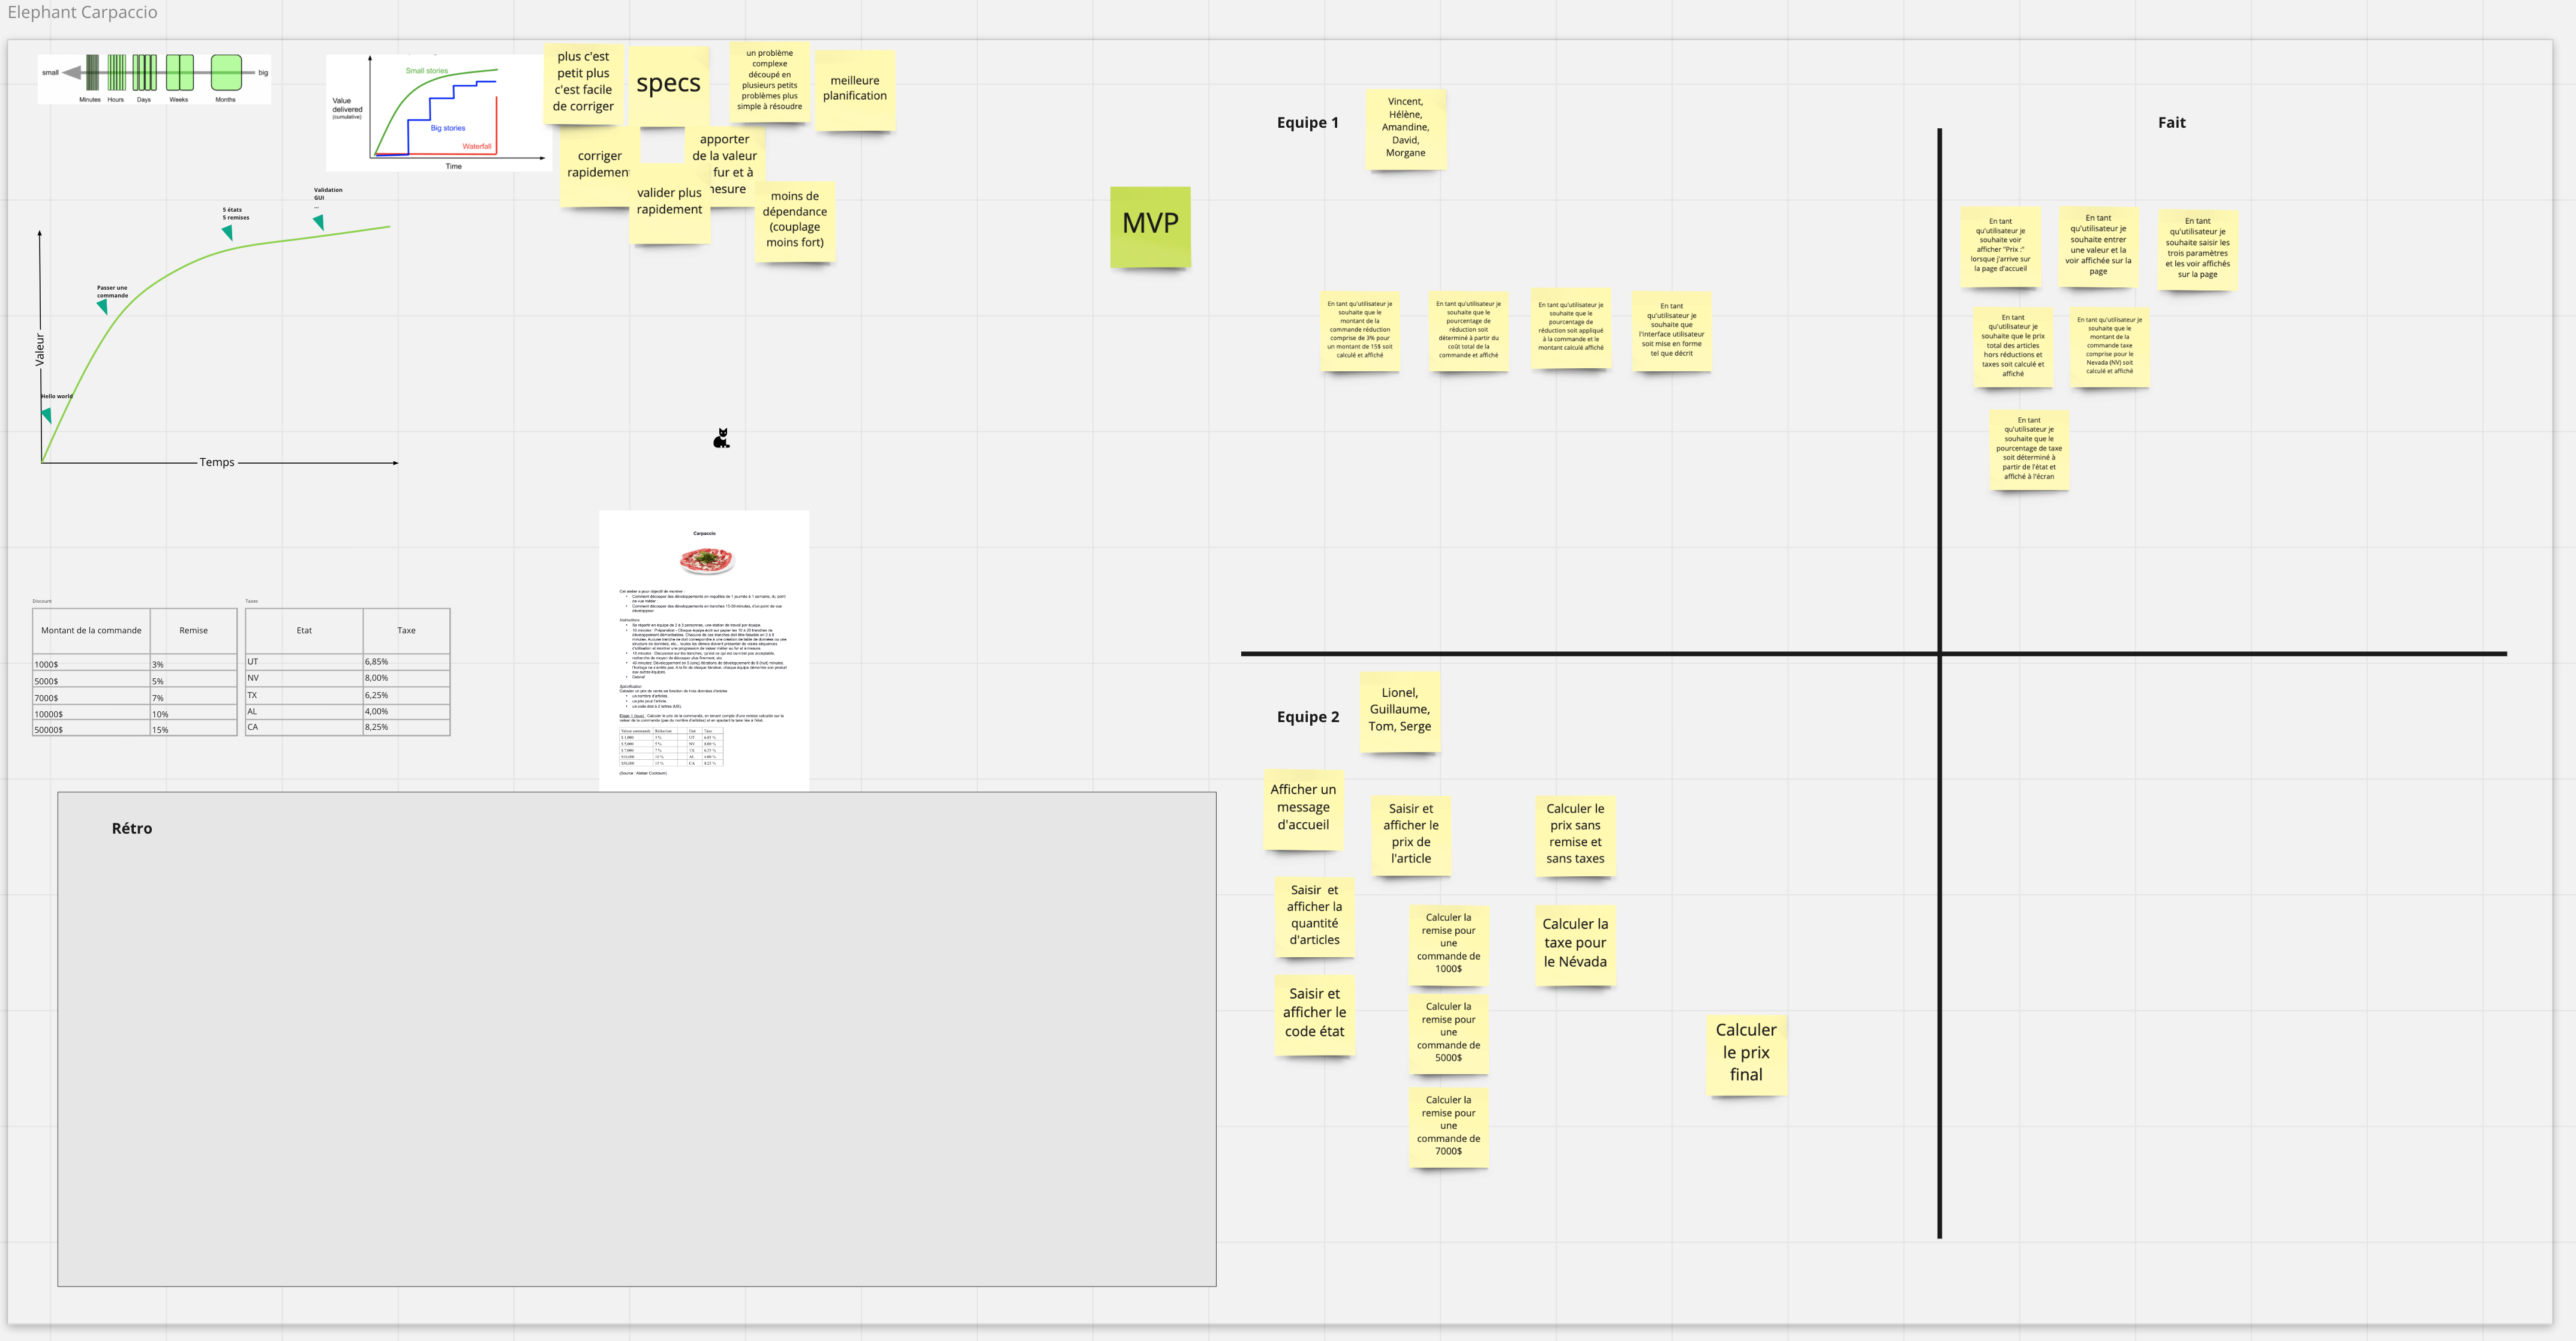 Elephant Carpaccio
small
big
Minutes
Hours
Days
Weeks
Months
Value
delivered
(cumulative)
Small stories
Big stories
Waterfall
Time
plus c'est
petit plus
c'est facile
de corriger
specs
un problème
complexe
découpé en
plusieurs petits
problèmes plus
simple à résoudre
meilleure
planification
corriger
apporter
de la valeur
fur et à
valider plus
rapidement
moins de
dépendance
(couplage
moins fort)
Validation
GUI
...
5 états
5 remises
Passer une
commande
Hello world
Valeur
Temps
MVP
Equipe 1
Vincent,
Hélène,
Amandine,
David,
Morgane
Fait
En tant qu'utilisateur je
souhaite que le
montant de la
commande réduction
comprise de 3% pour
un montant de 15$ soit
calculé et affiché
En tant qu'utilisateur je
souhaite que le
pourcentage de
réduction soit
déterminé à partir du
coût total de la
commande et affiché
En tant qu'utilisateur je
souhaite que le
pourcentage de
réduction soit appliqué
à la commande et le
montant calculé affiché
En tant
qu'utilisateur je
souhaite que
l'interface utilisateur
soit mise en forme
tel que décrit
En tant
qu'utilisateur je
souhaite voir
afficher "Prix :"
lorsque j'arrive sur
la page d'accueil
En tant
qu'utilisateur je
souhaite entrer
une valeur et la
voir affichée sur la
page
En tant
qu'utilisateur je
souhaite saisir les
trois paramètres
et les voir affichés
sur la page
En tant
qu'utilisateur je
souhaite que le prix
total des articles
hors réductions et
taxes soit calculé et
affiché
En tant qu'utilisateur je
souhaite que le
montant de la
commande taxe
comprise pour le
Nevada (NV) soit
calculé et affiché
En tant
qu'utilisateur je
souhaite que le
pourcentage de taxe
soit déterminé à
partir de l'état et
affiché à l'écran
Discount
Montant de la commande
Remise
1000$
3%
5000$
5%
7000$
7%
10000$
10%
50000$
15%
Taxes
Etat
Taxe
UT
6,85%
NV
8,00%
TX
6,25%
AL
4,00%
CA
8,25%
Carpaccio
Instructions
Spécification
(Source : Alistair Cockburn)
Rétro
Equipe 2
Lionel,
Guillaume,
Tom, Serge
Afficher un
message
d'accueil
Saisir et
afficher le
prix de
l'article
Calculer le
prix sans
remise et
sans taxes
Saisir et
afficher la
quantité
d'articles
Calculer la
remise pour
une
commande de
1000$
Calculer la
taxe pour
le Névada
Saisir et
afficher le
code état
Calculer la
remise pour
une
commande de
5000$
Calculer
le prix
final
Calculer la
remise pour
une
commande de
7000$